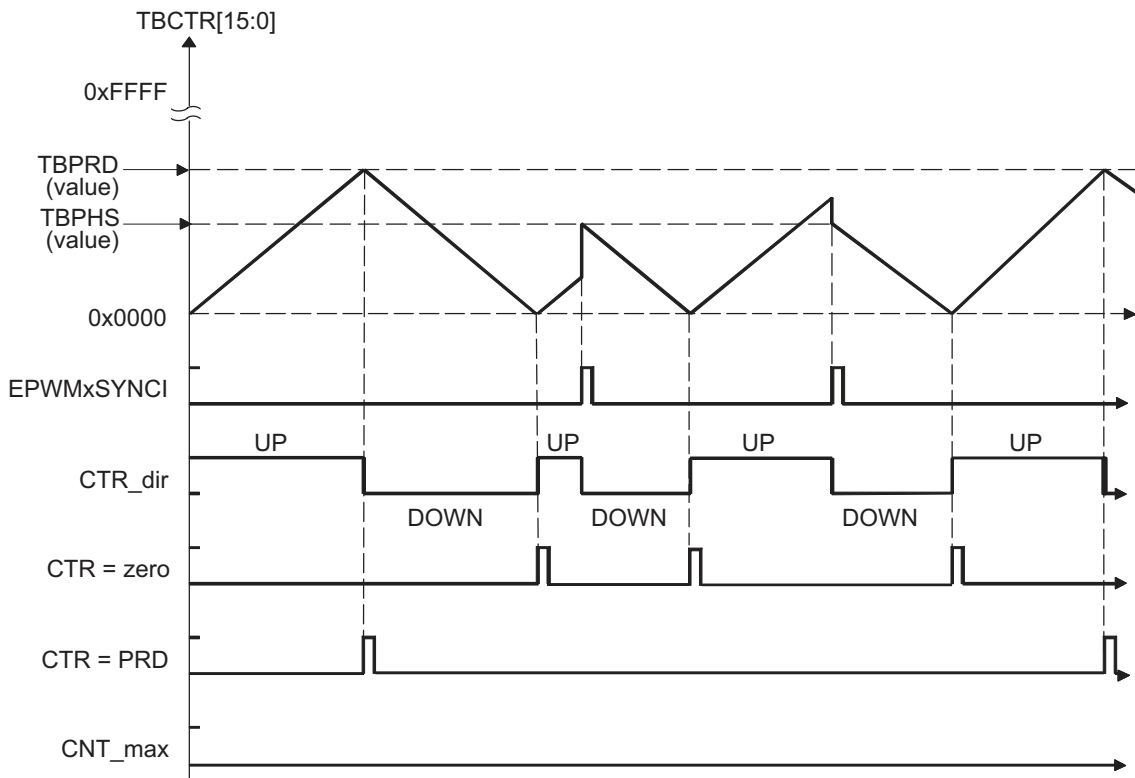 TBCTR[15:0]
0xFFFF
TBPRD
(value)
TBPHS
(value)
0x0000
EPWMxSYNCI
UP
UP
UP
UP
CTR_dir
DOWN
DOWN
DOWN
CTR = zero
CTR = PRD
CNT_max